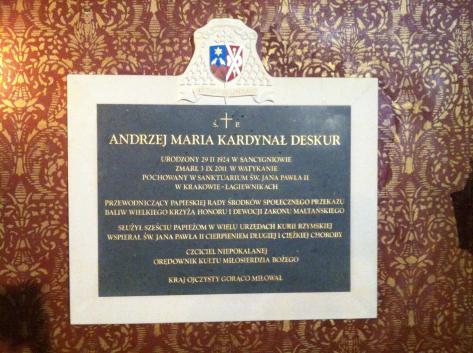 Ś. P.
ANDRZEJ MARIA KARDYNAŁ DESKUR
URODZONY 29 II 1924 W SANCYGNIOWIE
ZMARŁ 3 IX 2011 W WATYKANIE
POCHOWANY W SANKTUARIUM ŚW. JANA PAWŁA II
W KRAKOWIE - ŁAGIEWNIKACH
PRZEWODNICZĄCY PAPIESKIEJ RADY ŚRODKÓW SPOŁECZNEGO PRZEKAZU
BALIW WIELKIEGO KRZYŻA HONORU I DEWOCJI ZAKONU MALTAŃSKIEGO
SŁUŻYŁ SZEŚCIU PAPIEŻOM W WIELU URZĘDACH KURII RZYMSKIEJ
WSPIERAŁ ŚW. JANA PAWŁA II CIERPIENIEM DŁUGIEJ I CIĘŻKIEJ CHOROBY
CZCICIEL NIEPOKALANEJ
ORĘDOWNIK KULTU MIŁOSIERDZIA BOŻEGO
KRAJ OJCZYSTY GORĄCO MIŁOWAŁ